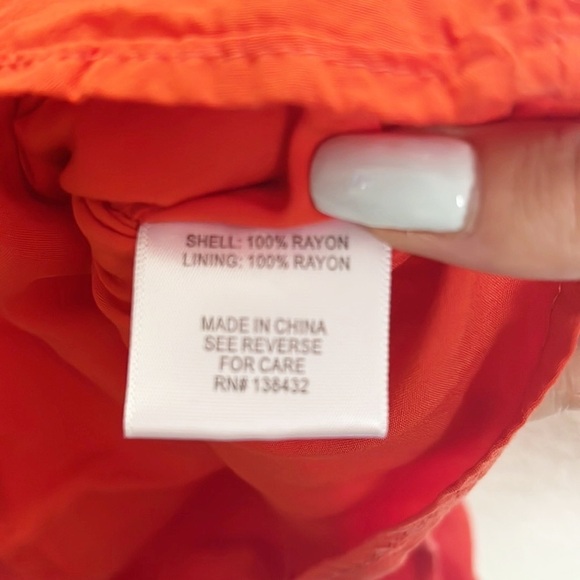 SHELL: 100% RAYON
LINING: 100% RAYON
MADE IN CHINA
SEE REVERSE
FOR CARE
RN# 138432